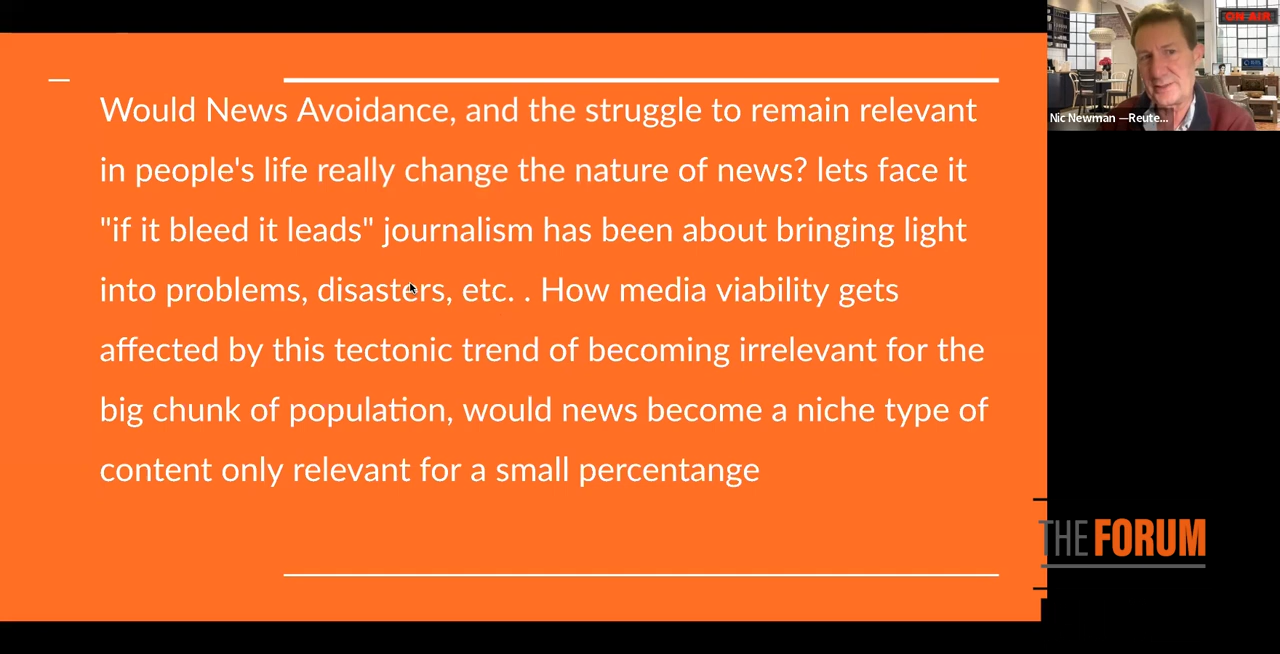 Would News Avoidance, and the struggle to remain relevant
in people's life really change the nature of news? lets face it
"if it bleed it leads" journalism has been about bringing light
into problems, disasters, etc. . How media viability gets
affected by this tectonic trend of becoming irrelevant for the
big chunk of population, would news become a niche type of
content only relevant for a small percentange
ON AIR
Nic Newman —Reute...
THE FORUM